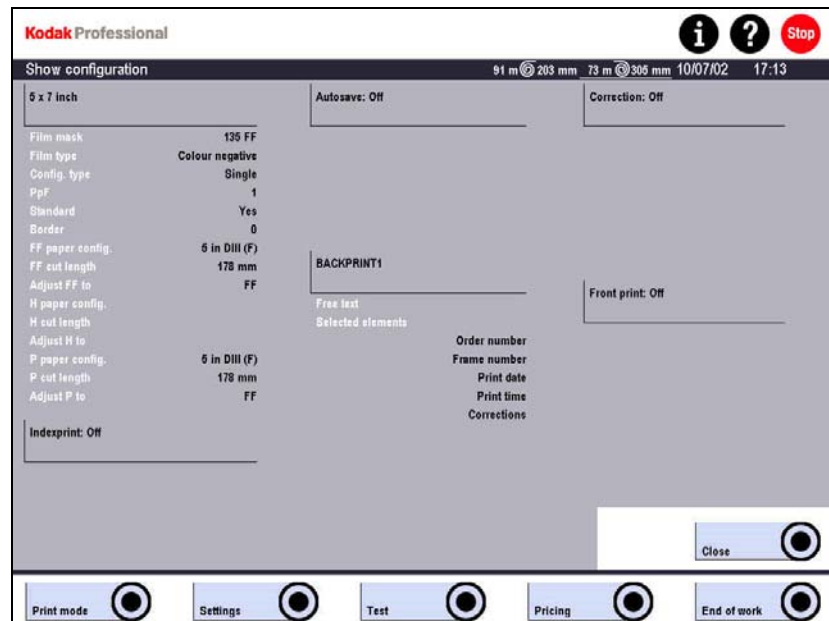 Kodak Professional
i ? Stop
Show configuration 91 m 203 mm 73 m 305 mm 10/07/02 17:13
5 x 7 inch
Film mask 135 FF
Film type Colour negative
Config. type Single
PpF 1
Standard Yes
Border 0
FF paper config. 5 in DIII (F)
FF cut length 178 mm
Adjust FF to FF
H paper config.
H cut length
Adjust H to
P paper config. 5 in DIII (F)
P cut length 178 mm
Adjust P to FF
Indexprint: Off
Autosave: Off
BACKPRINT1
Free text
Selected elements
Order number
Frame number
Print date
Print time
Corrections
Correction: Off
Front print: Off
Close
Print mode Settings Test Pricing End of work